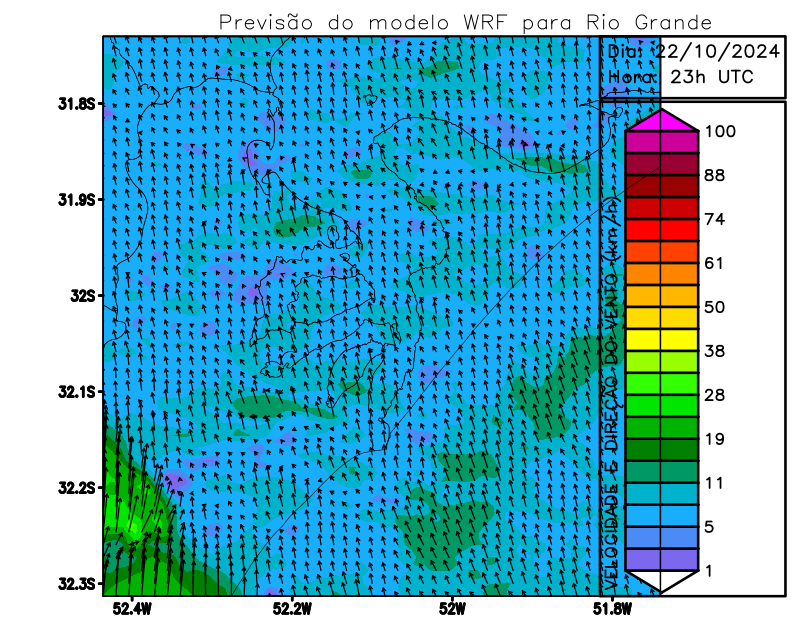 Previsão do modelo WRF para Rio Grande
Dia: 22/10/2024
Hora: 23h UTC
31.8S
31.9S
32S
32.1S
32.2S
32.3S
52.4W
52.2W
52W
51.8W
VELOCIDADE E DIREÇAO DO VENTO (km/h)
100
88
74
61
50
38
28
19
11
5
1